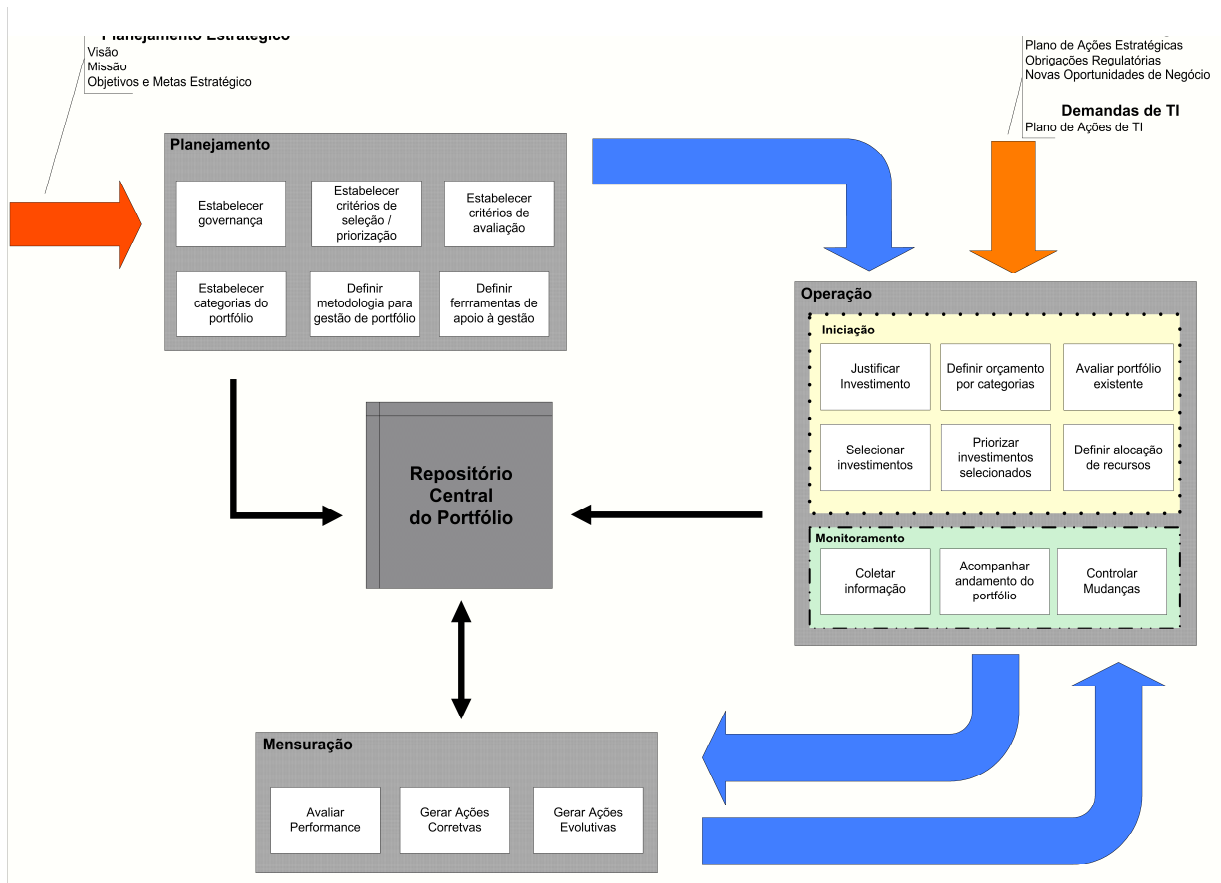 Planejamento Estratégico
Visão
Missão
Objetivos e Metas Estratégico
Plano de Ações Estratégicas
Obrigações Regulatórias
Novas Oportunidades de Negócio
Demandas de TI
Plano de Ações de TI
Planejamento
Estabelecer
governança
Estabelecer
critérios de
seleção /
priorização
Estabelecer
critérios de
avaliação
Estabelecer
categorias do
portfólio
Definir
metodologia para
gestão de portfólio
Definir
ferrramentas de
apoio à gestão
Operação
Iniciação
Justificar
Investimento
Definir orçamento
por categorias
Avaliar portfólio
existente
Selecionar
investimentos
Priorizar
investimentos
selecionados
Definir alocação
de recursos
Monitoramento
Coletar
informação
Acompanhar
andamento do
portfólio
Controlar
Mudanças
Repositório
Central
do Portfólio
Mensuração
Avaliar
Performance
Gerar Ações
Corretvas
Gerar Ações
Evolutivas